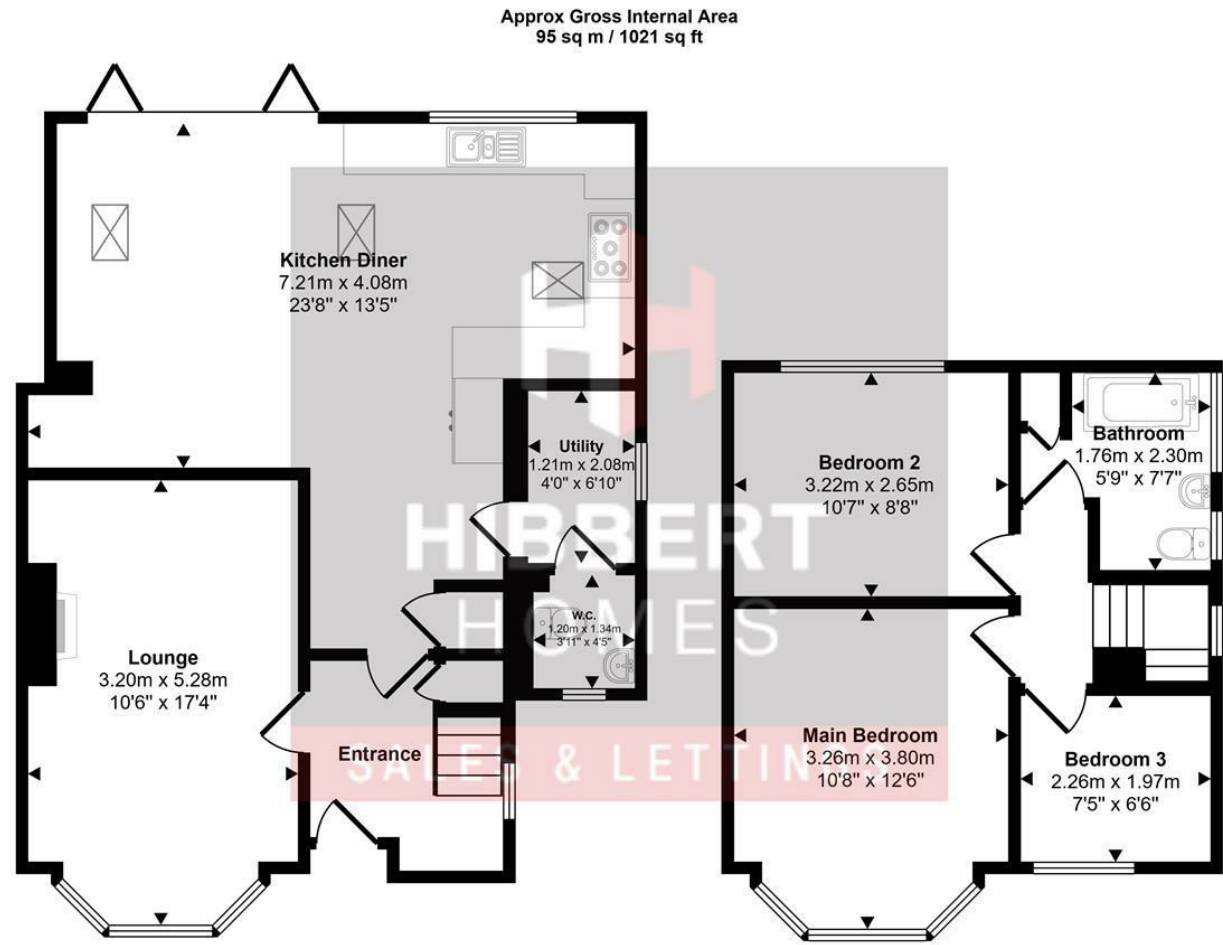 Approx Gross Internal Area
95 sq m / 1021 sq ft
Kitchen Diner
7.21m x 4.08m
23'8" x 13'5"
Utility
1.21m x 2.08m
4'0" x 6'10"
W.C.
1.20m x 1.34m
3'11" x 4'5"
Lounge
3.20m x 5.28m
10'6" x 17'4"
Entrance
Bedroom 2
3.22m x 2.65m
10'7" x 8'8"
Bathroom
1.76m x 2.30m
5'9" x 7'7"
Main Bedroom
3.26m x 3.80m
10'8" x 12'6"
Bedroom 3
2.26m x 1.97m
7'5" x 6'6"
HIBBERT
HOMES
SALES & LETTINGS